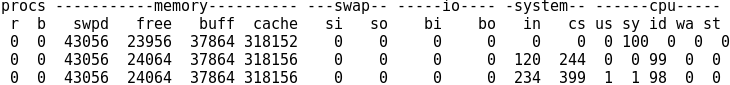 procs -----------memory---------- ---swap-- -----io---- -system-- ------cpu-----
 r  b   swpd   free   buff  cache   si   so    bi    bo   in   cs us sy id wa st
 0  0  43056  23956  37864 318152    0    0     0     0    0    0  0 100  0  0  0
 0  0  43056  24064  37864 318156    0    0     0     0  120  244  0  0 99  0  0
 0  0  43056  24064  37864 318156    0    0     0     0  234  399  1  1 98  0  0